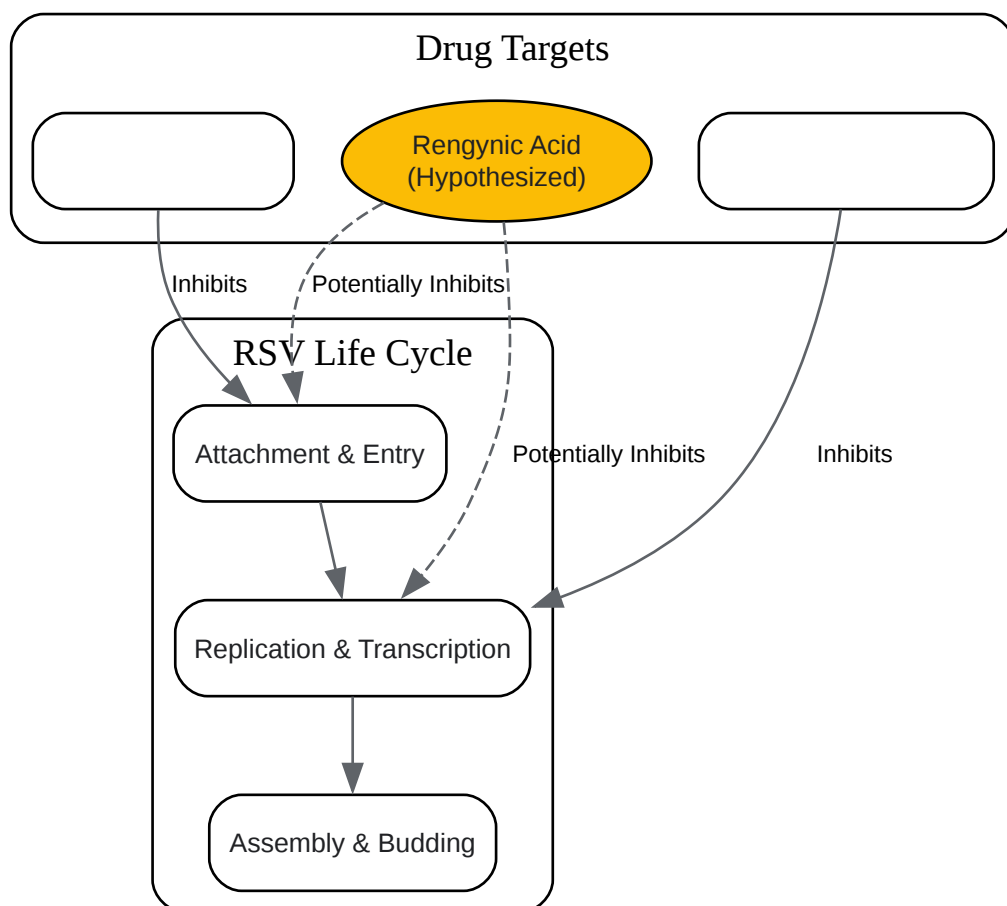 Drug Targets
Rengynic Acid
(Hypothesized)
Inhibits
Potentially Inhibits
RSV Life Cycle
Attachment & Entry
Potentially Inhibits
Inhibits
Replication & Transcription
Assembly & Budding